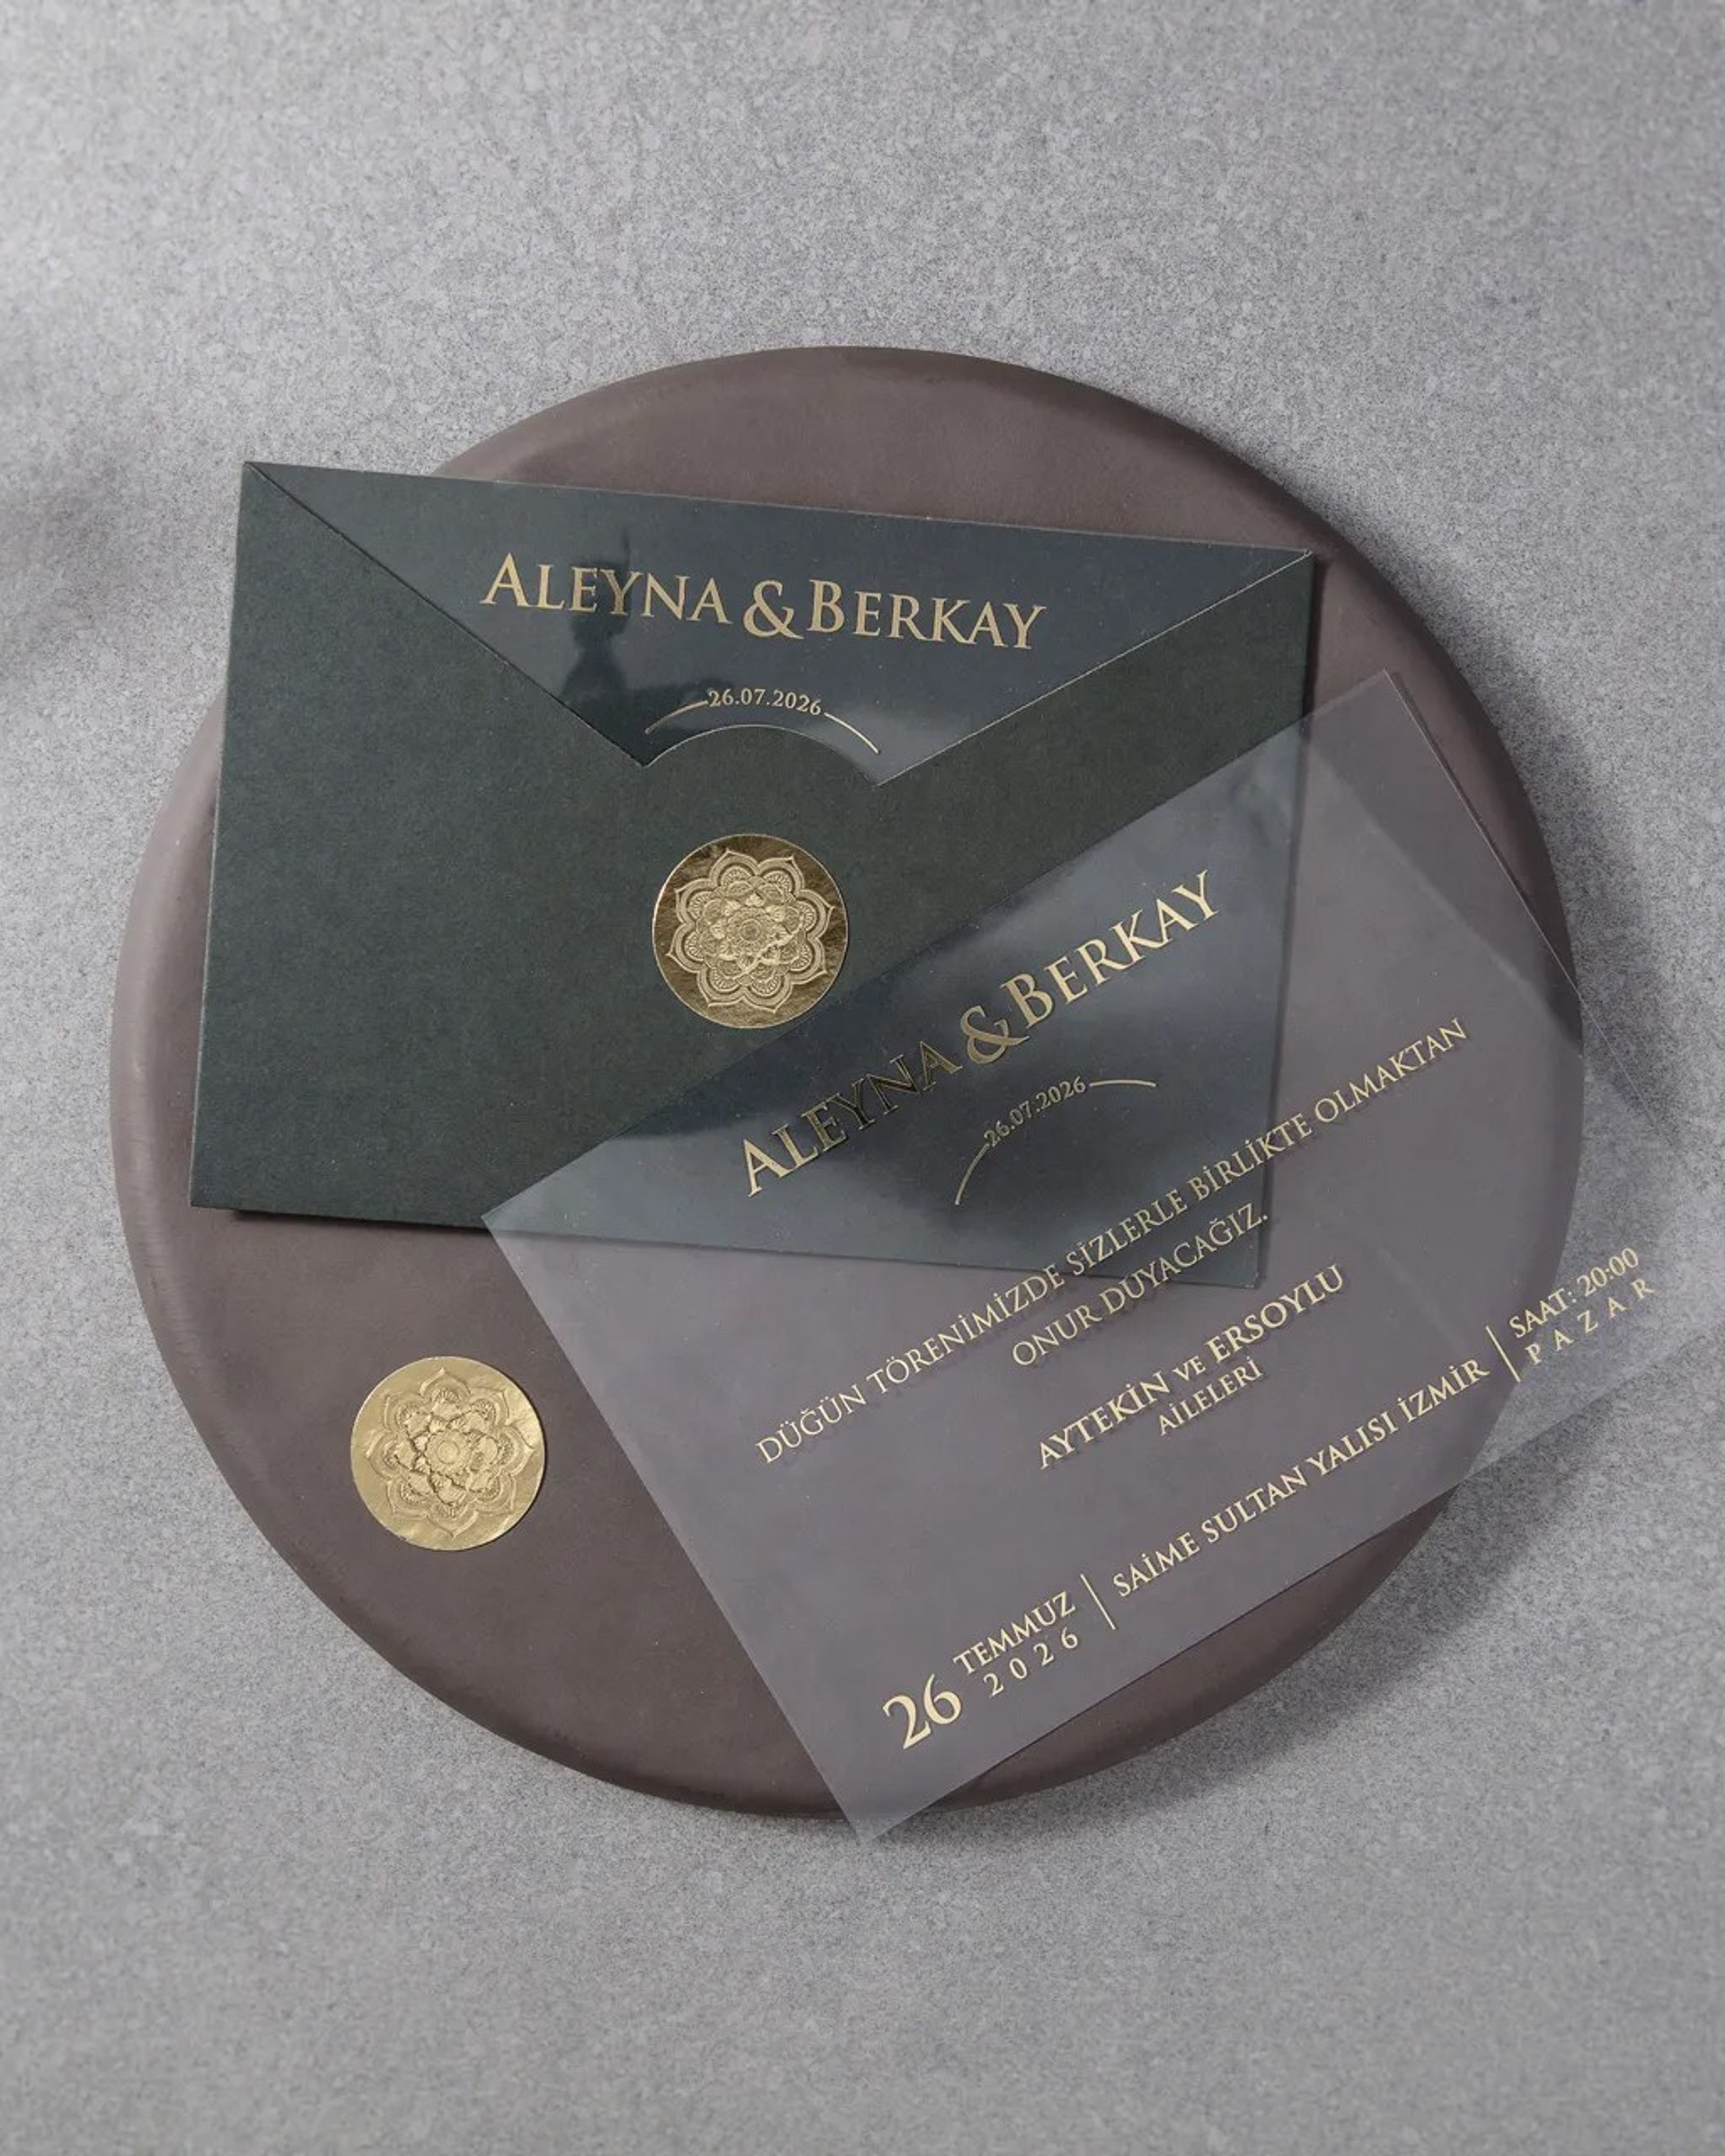 ALEYNA & BERKAY
26.07.2026
ALEYNA & BERKAY
26.07.2026
DÜĞÜN TÖRENİMİZDE SİZLERLE BİRLİKTE OLMAKTAN
ONUR DUYACAĞIZ.
AYTEKİN VE ERSOYLU
AİLELERİ
26
TEMMUZ
2026
SAİME SULTAN YALISI İZMİR
SAAT: 20:00
PAZAR